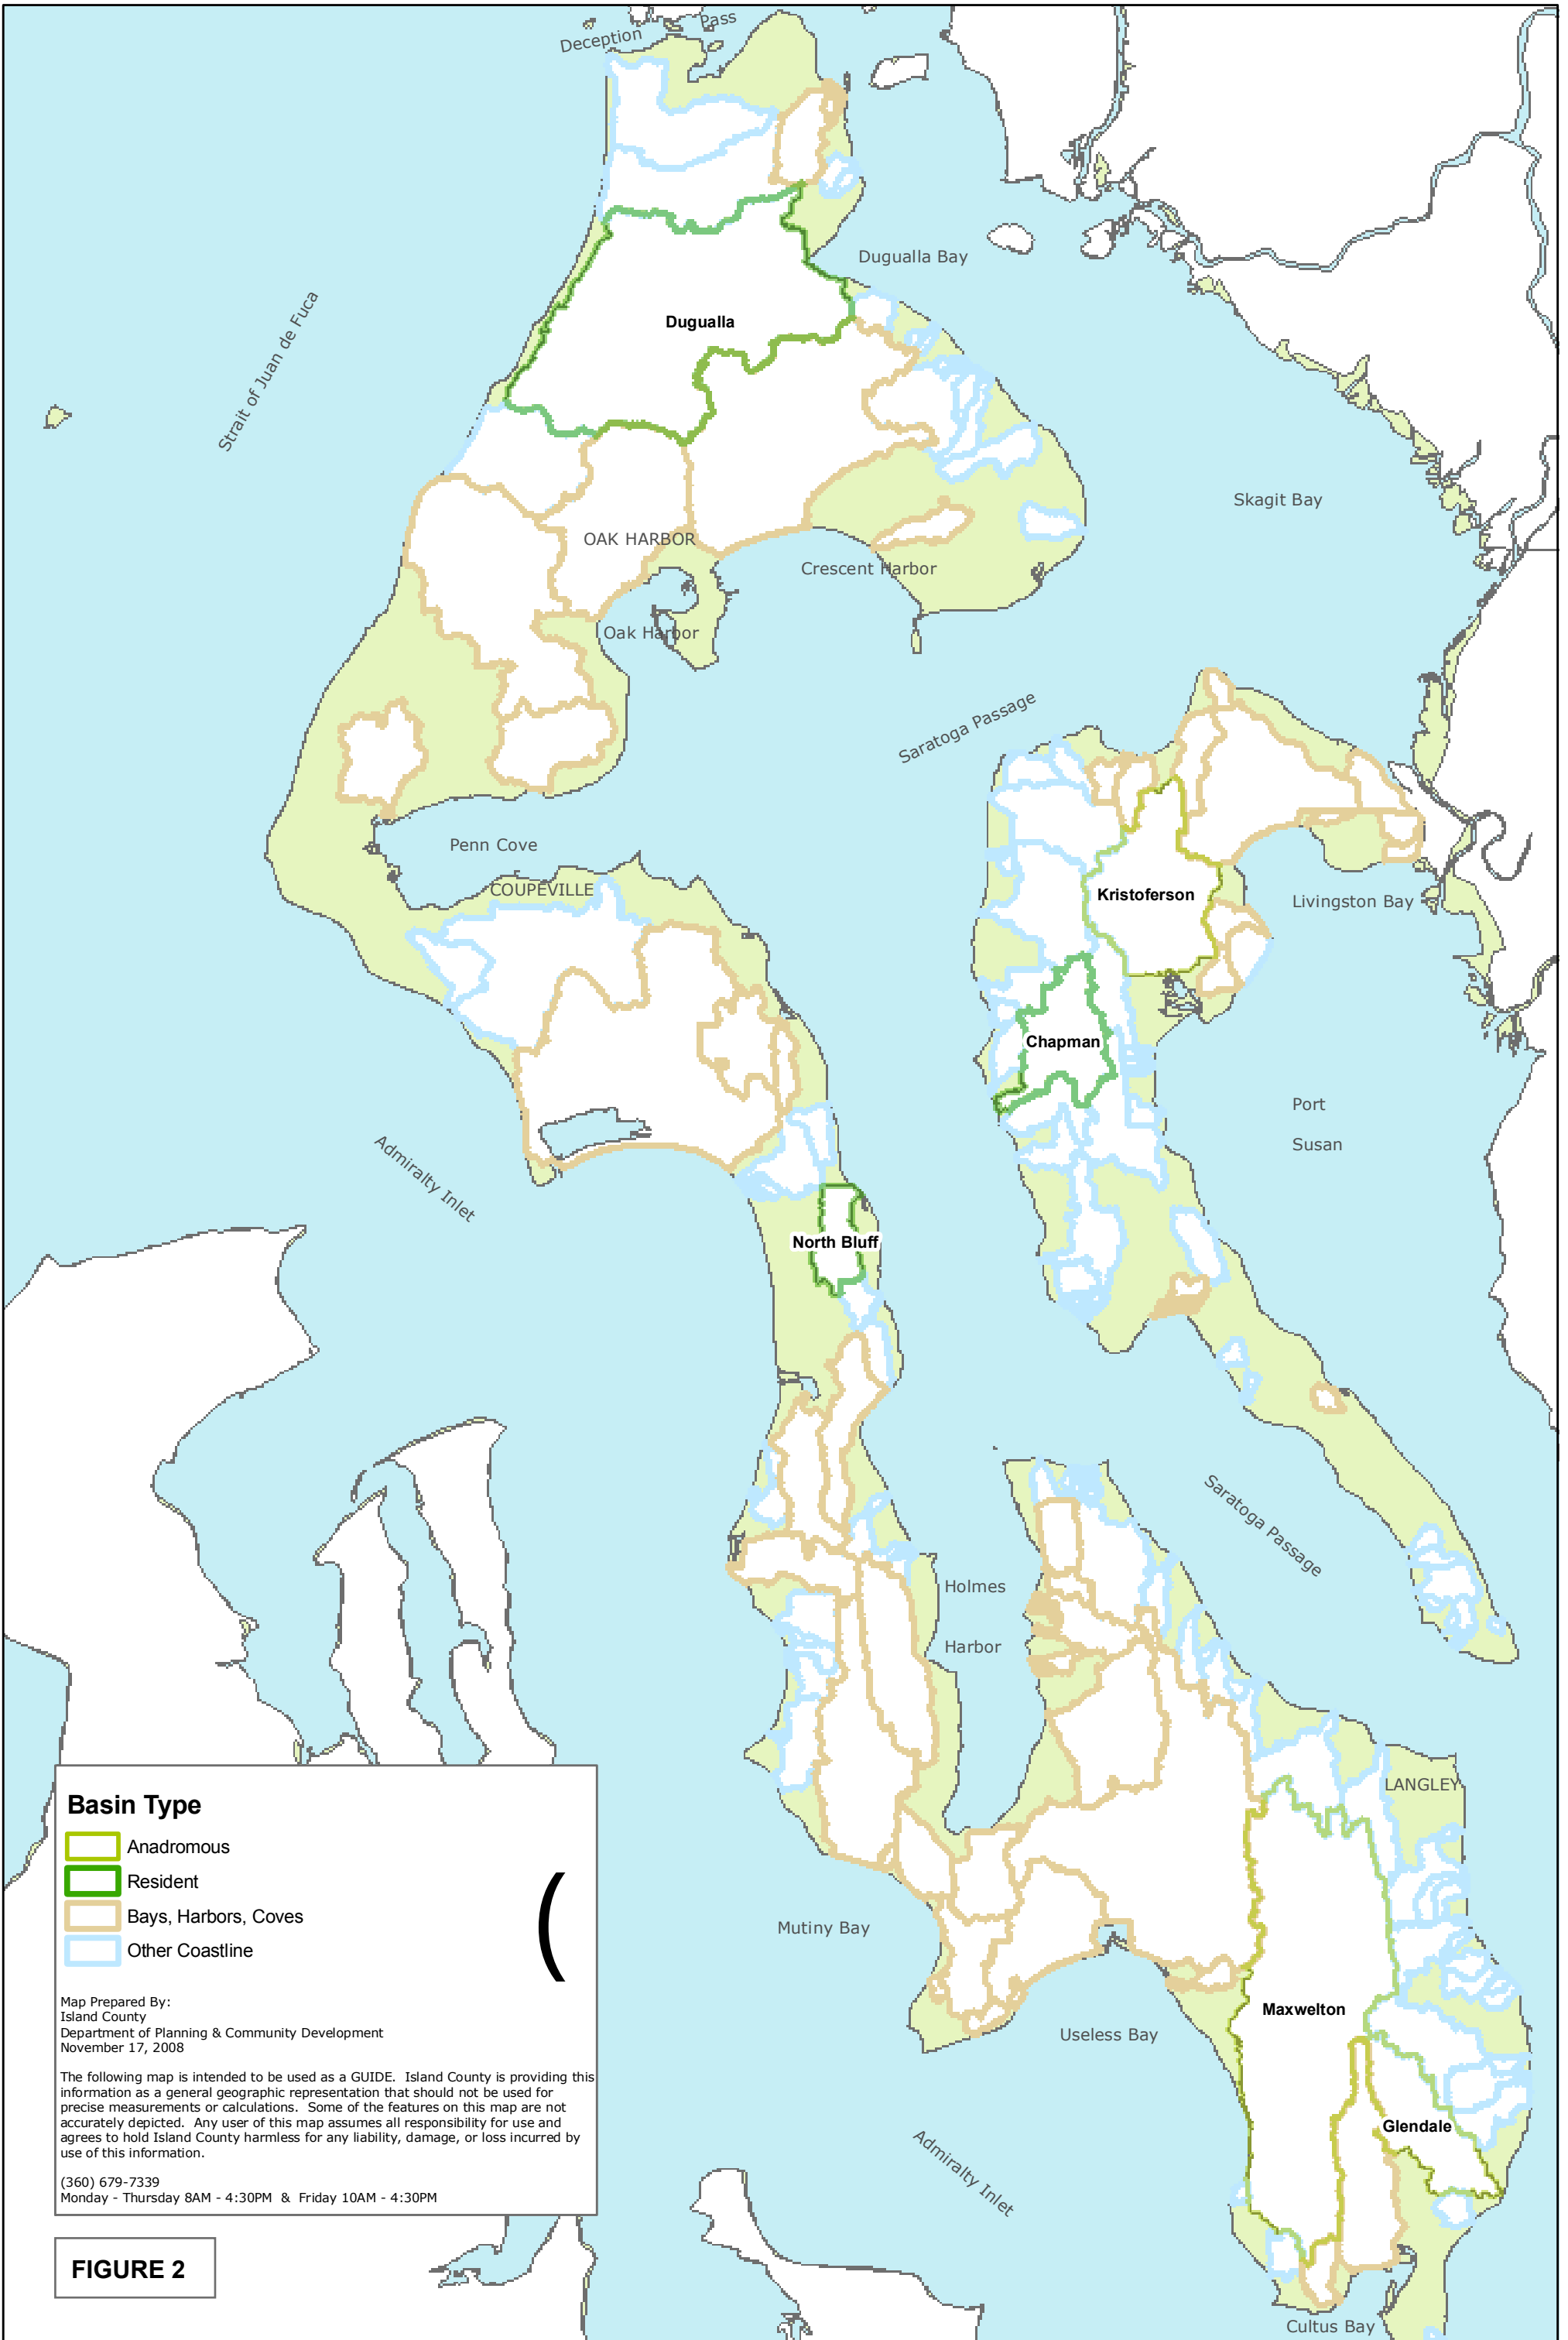 Deception
Pass
Dugualla Bay
Dugualla
Strait of Juan de Fuca
Skagit Bay
OAK HARBOR
Crescent Harbor
Oak Harbor
Saratoga Passage
Penn Cove
COUPEVILLE
Kristoferson
Livingston Bay
Chapman
Port
Susan
Admiralty Inlet
North Bluff
Saratoga Passage
Holmes
Harbor
LANGLEY
Mutiny Bay
Useless Bay
Maxwelton
Glendale
Admiralty Inlet
Cultus Bay
Basin Type
Anadromous
Resident
Bays, Harbors, Coves
Other Coastline
(
Map Prepared By:
Island County
Department of Planning & Community Development
November 17, 2008
The following map is intended to be used as a GUIDE. Island County is providing this
information as a general geographic representation that should not be used for
precise measurements or calculations. Some of the features on this map are not
accurately depicted. Any user of this map assumes all responsibility for use and
agrees to hold Island County harmless for any liability, damage, or loss incurred by
use of this information.
(360) 679-7339
Monday - Thursday 8AM - 4:30PM & Friday 10AM - 4:30PM
FIGURE 2